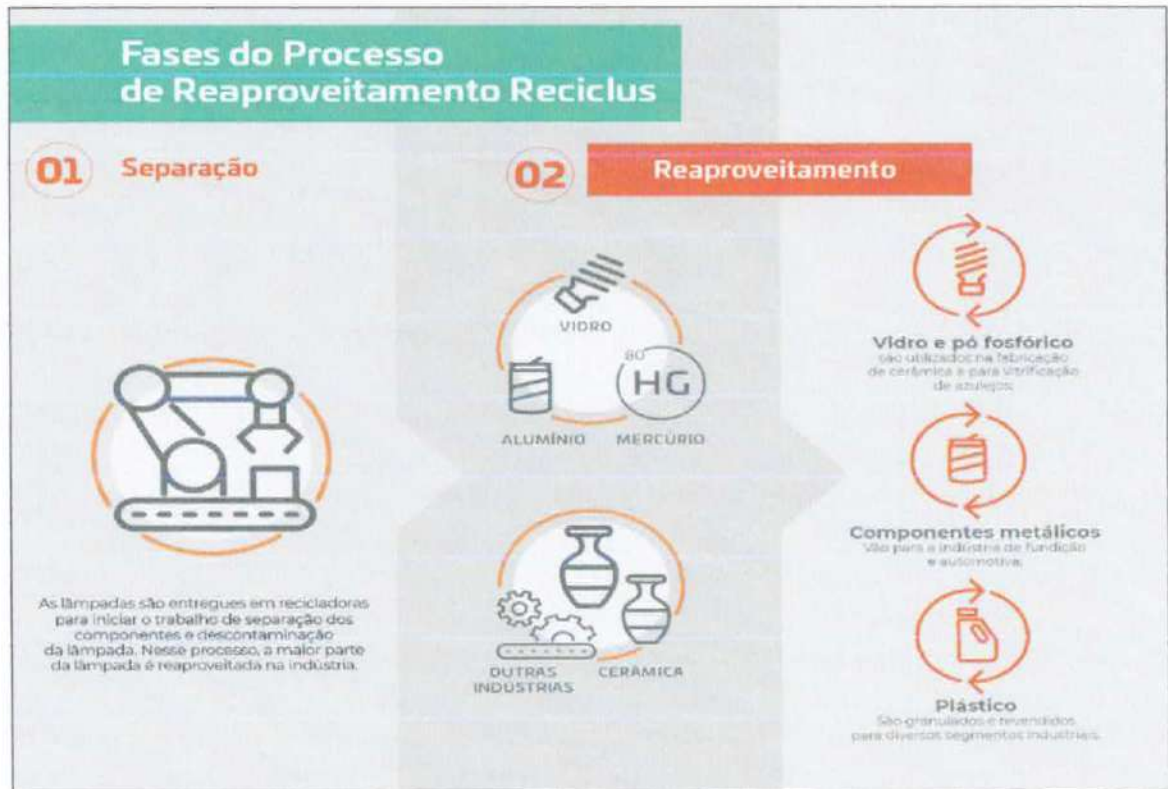 Fases do Processo
de Reaproveitamento Reciclus
01 Separação
As lâmpadas são entregues em recicladoras
para iniciar o trabalho de separação dos
componentes e descontaminação
da lâmpada. Nesse processo, a maior parte
da lâmpada é reaproveitada na indústria.
02 Reaproveitamento
VIDRO
80
HG
ALUMÍNIO MERCÚRIO
OUTRAS
INDÚSTRIAS
CERÂMICA
Vidro e pó fosfórico
são utilizados na fabricação
de cerâmica e para vitrificação
de azulejos.
Componentes metálicos
Vão para a indústria de fundição
e automotiva.
Plástico
São granulados e revendidos
para diversos segmentos industriais.